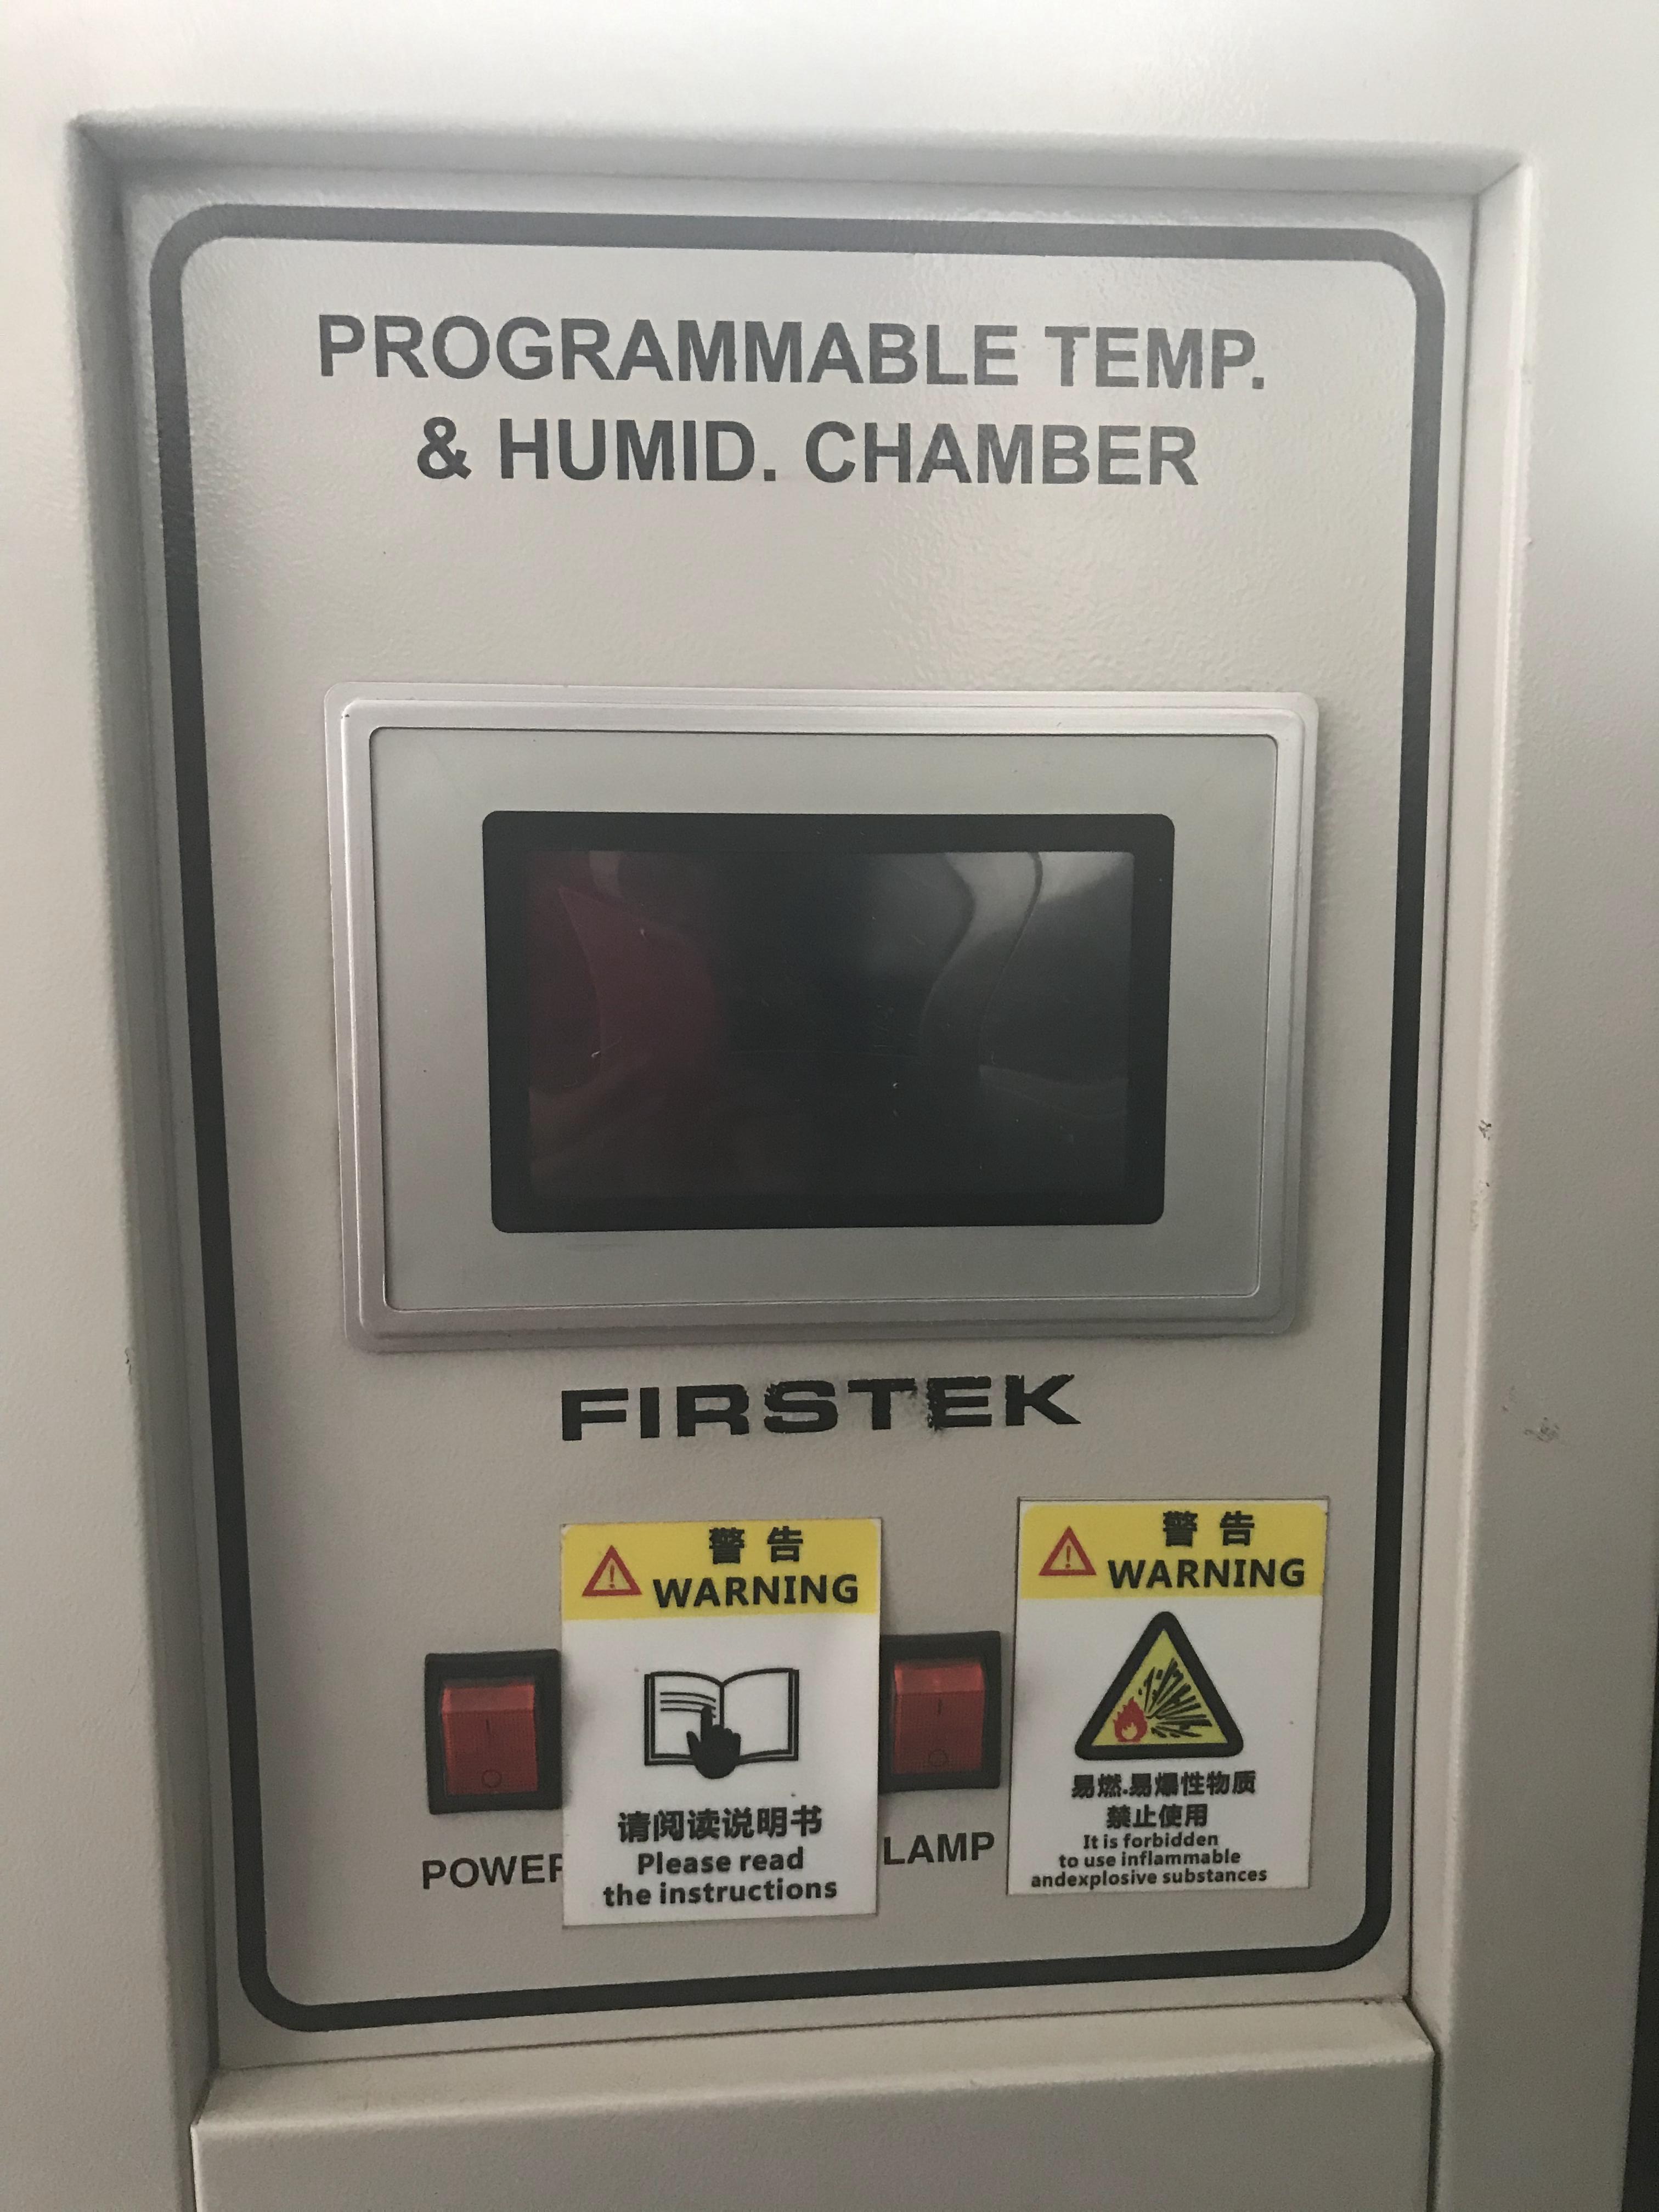 PROGRAMMABLE TEMP.
& HUMID. CHAMBER
FIRSTEK
警告
WARNING
请阅读说明书
Please read
the instructions
警告
WARNING
易燃.易爆性物质
禁止使用
It is forbidden
to use inflammable
andexplosive substances
POWER
LAMP